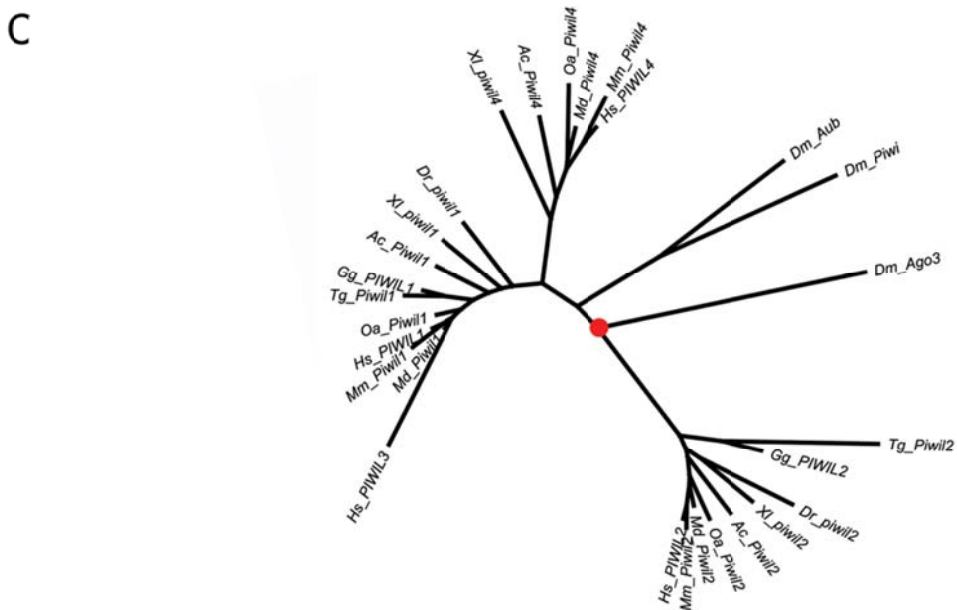 C
Xl_piwil4
Ac_Piwil4
Oa_Piwil4
Md_Piwil4
Mm_Piwil4
Hs_PIWIL4
Dm_Aub
Dm_Piwi
Dm_Ago3
Dr_piwil1
Xl_piwil1
Ac_Piwil1
Gg_PIWIL1
Tg_Piwil1
Oa_Piwil1
Hs_PIWIL1
Mm_Piwil1
Md_Piwil1
Hs_PIWIL3
Tg_Piwil2
Gg_PIWIL2
Dr_piwil2
Xl_piwil2
Ac_Piwil2
Oa_Piwil2
Md_Piwil2
Mm_Piwil2
Hs_PIWIL2